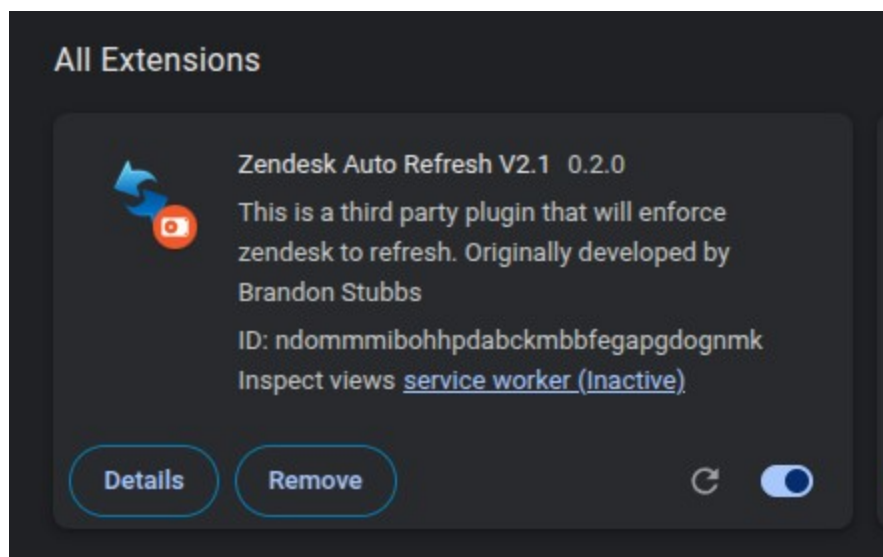 All Extensions
Zendesk Auto Refresh V2.1 0.2.0
This is a third party plugin that will enforce
zendesk to refresh. Originally developed by
Brandon Stubbs
ID: ndommmibohhpdabckmbbfegapgdognmk
Inspect views service worker (Inactive)
Details Remove